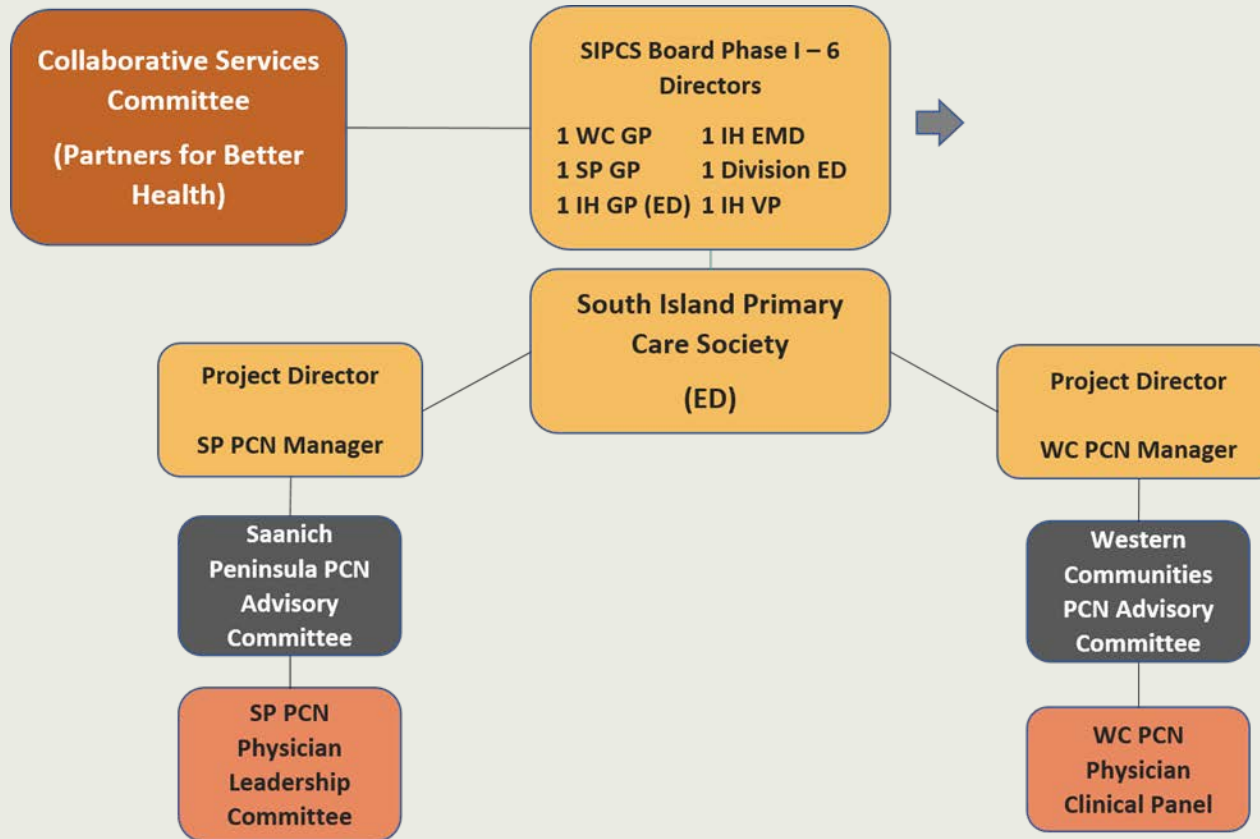 Collaborative Services
Committee
(Partners for Better
Health)
SIPCS Board Phase I – 6
Directors
1 WC GP 1 IH EMD
1 SP GP 1 Division ED
1 IH GP (ED) 1 IH VP
South Island Primary
Care Society
(ED)
Project Director
SP PCN Manager
Project Director
WC PCN Manager
Saanich
Peninsula PCN
Advisory
Committee
Western
Communities
PCN Advisory
Committee
SP PCN
Physician
Leadership
Committee
WC PCN
Physician
Clinical Panel